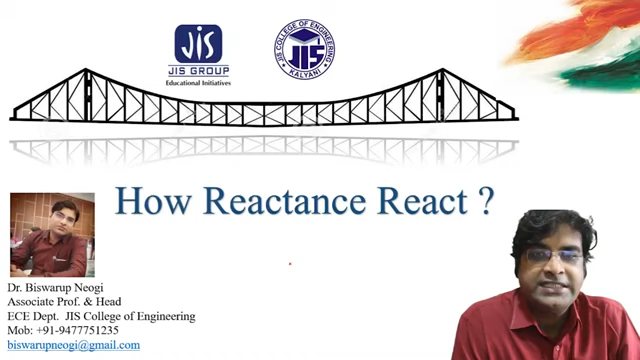 JIS
JIS GROUP
Educational Initiatives
JIS COLLEGE OF ENGINEERING
JIS
KALYANI
How Reactance React ?
Dr. Biswarup Neogi
Associate Prof. & Head
ECE Dept.  JIS College of Engineering
Mob: +91-9477751235
biswarupneogi@gmail.com